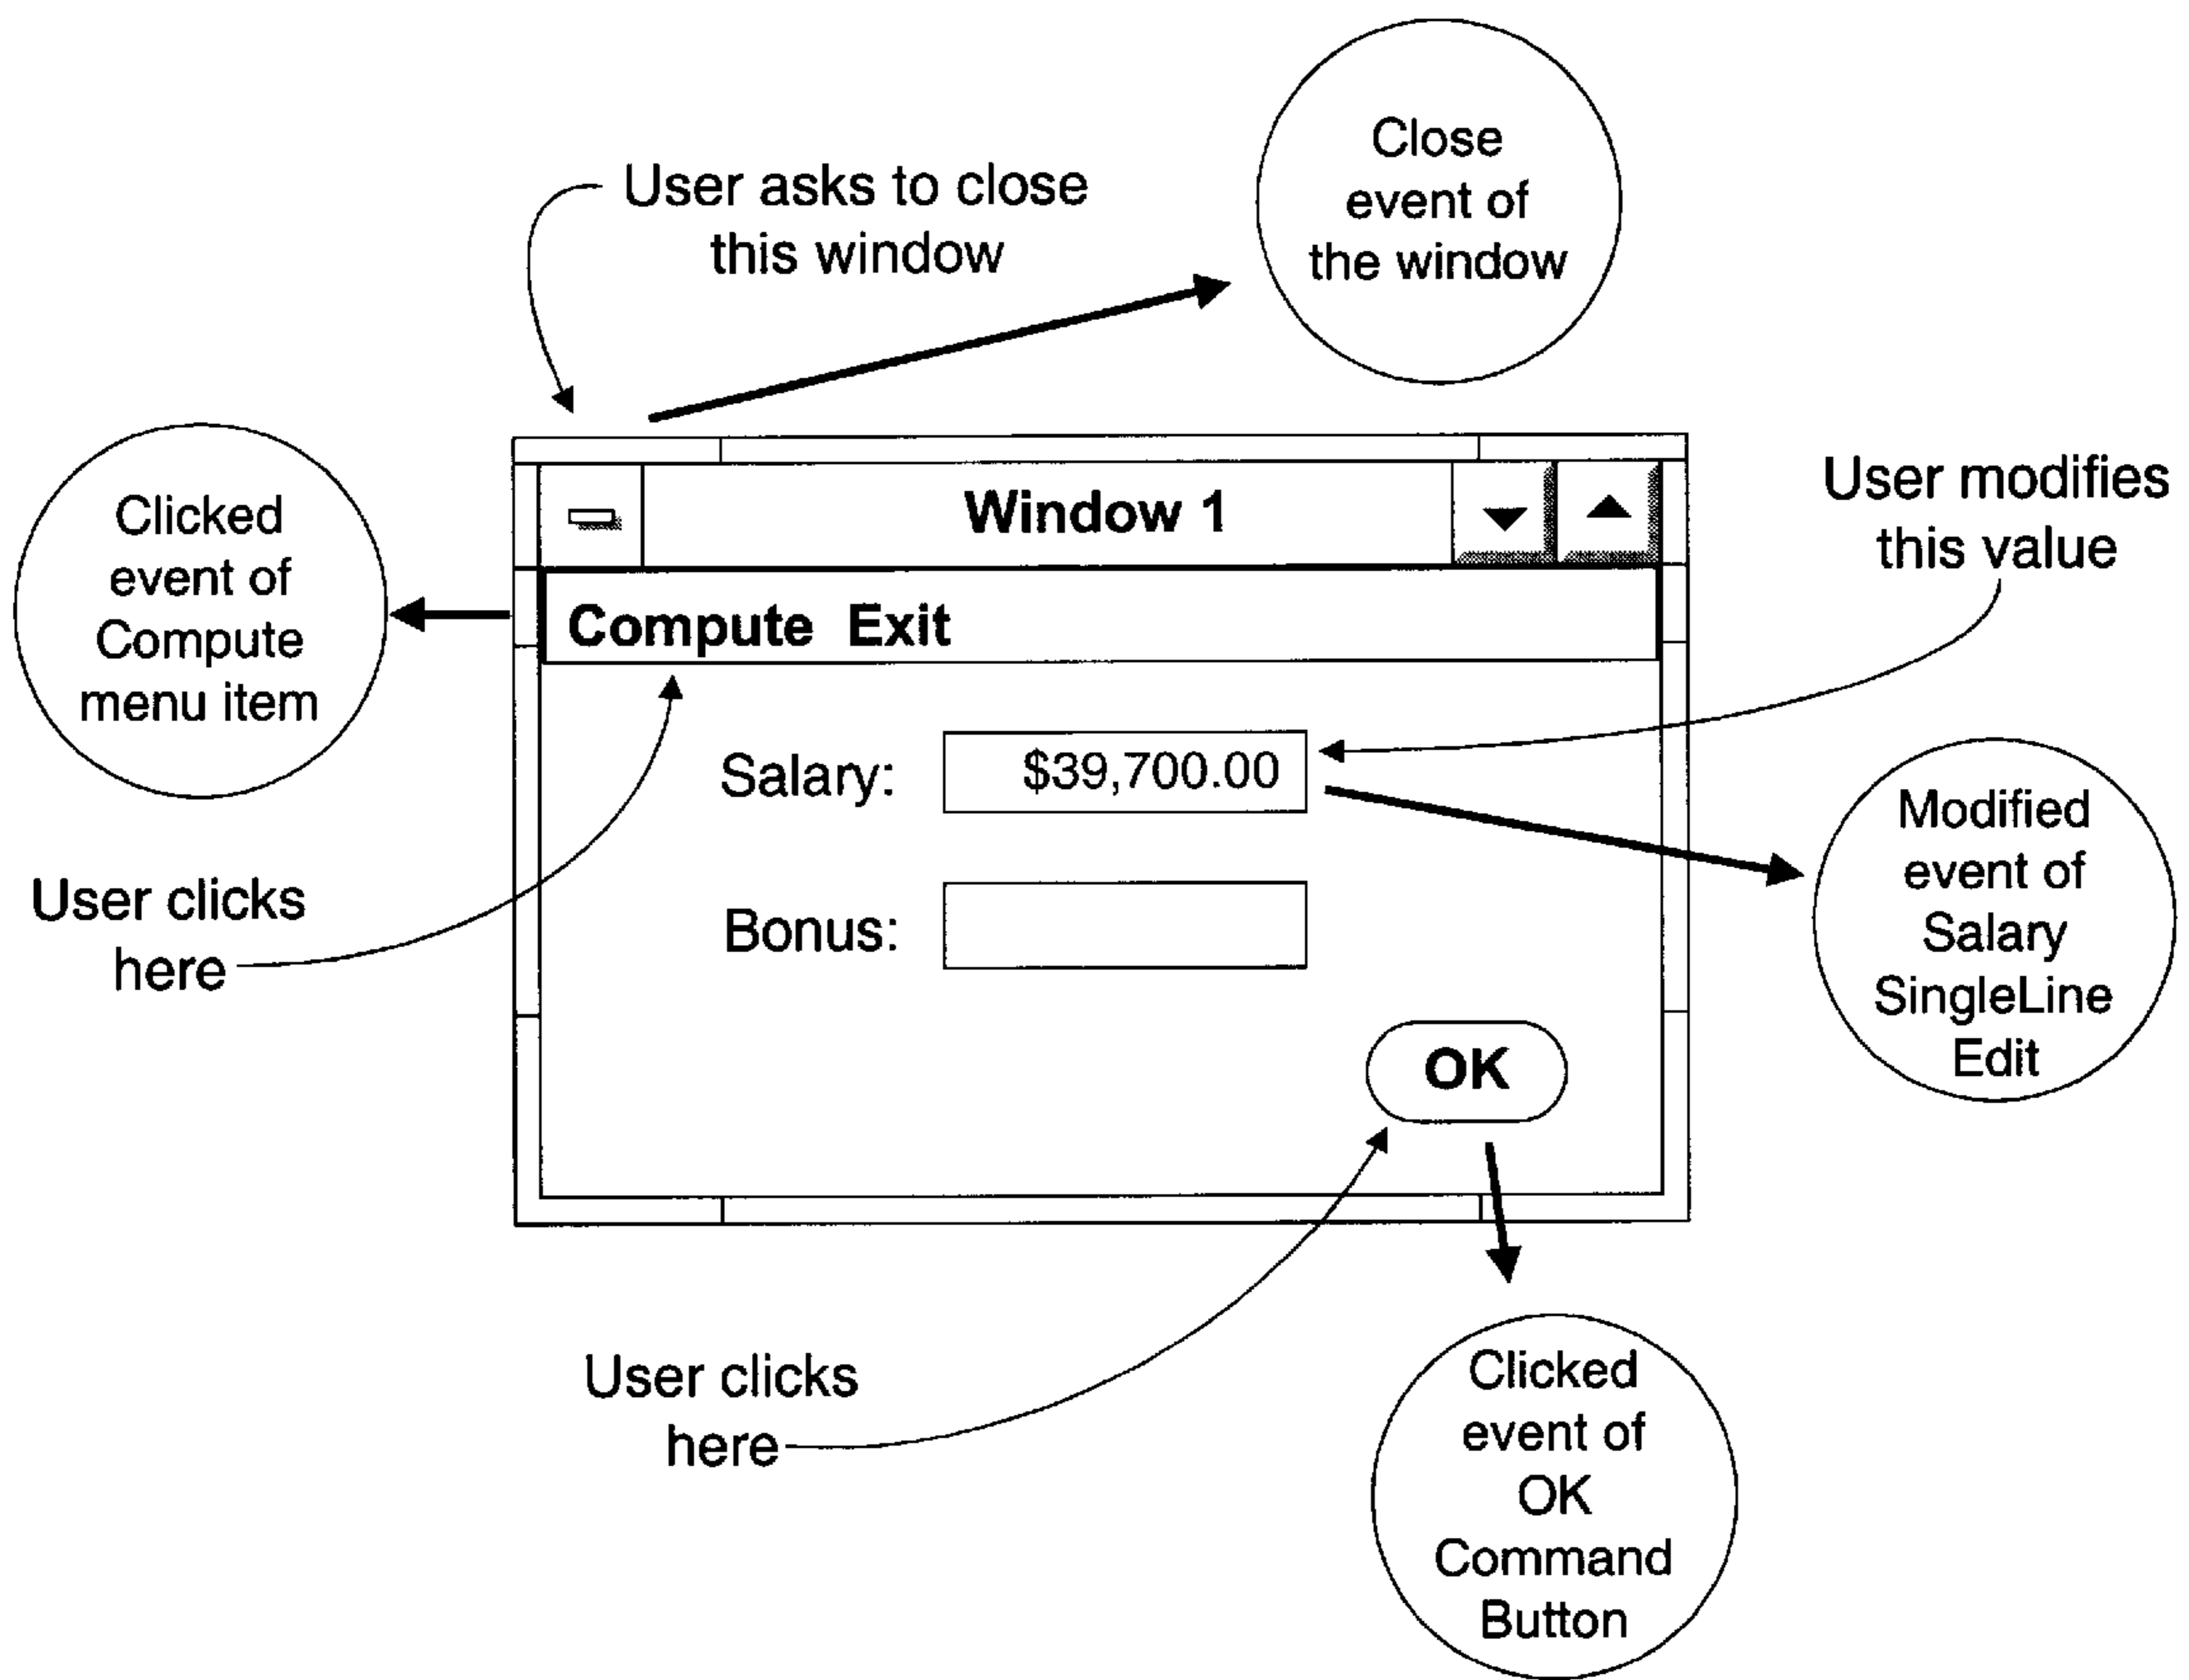 Close
event of
the window
User asks to close
this window
Clicked
event of
Compute
menu item
Window 1
User modifies
this value
Compute Exit
Salary:
$39,700.00
Modified
event of
Salary
SingleLine
Edit
User clicks
here
Bonus:
OK
User clicks
here
Clicked
event of
OK
Command
Button